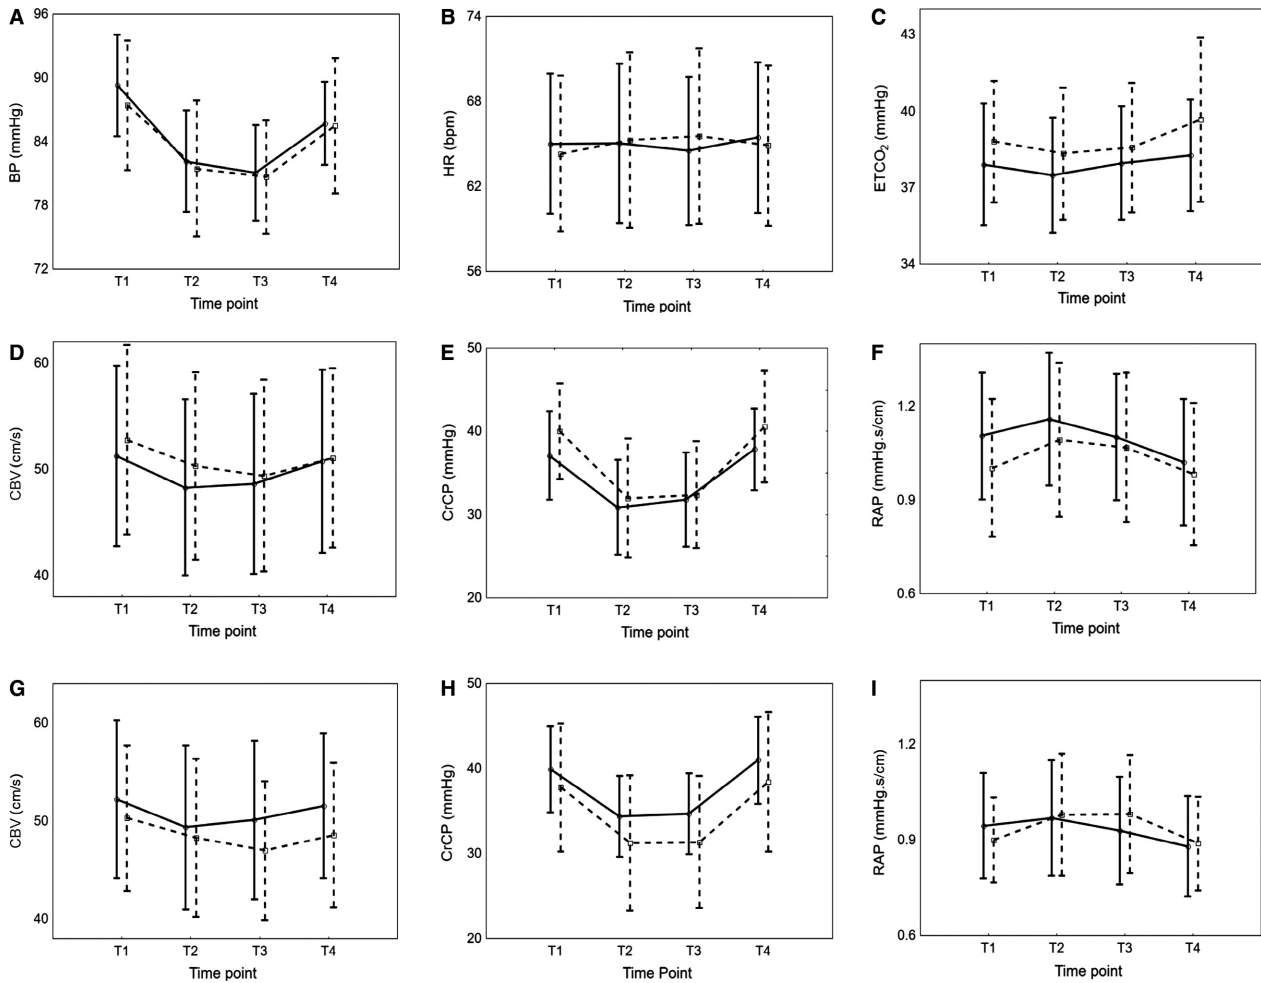 A
BP (mmHg)
96
90
84
78
72
T1 T2 T3 T4
Time point
B
HR (bpm)
74
68
62
56
T1 T2 T3 T4
Time point
C
ETCO2 (mmHg)
43
40
37
34
T1 T2 T3 T4
Time point
D
CBV (cm/s)
60
50
40
T1 T2 T3 T4
Time point
E
CrCP (mmHg)
50
40
30
20
T1 T2 T3 T4
Time point
F
RAP (mmHg.s/cm)
1.2
0.9
0.6
T1 T2 T3 T4
Time point
G
CBV (cm/s)
60
50
40
T1 T2 T3 T4
Time point
H
CrCP (mmHg)
50
40
30
20
T1 T2 T3 T4
Time Point
I
RAP (mmHg.s/cm)
1.2
0.9
0.6
T1 T2 T3 T4
Time point